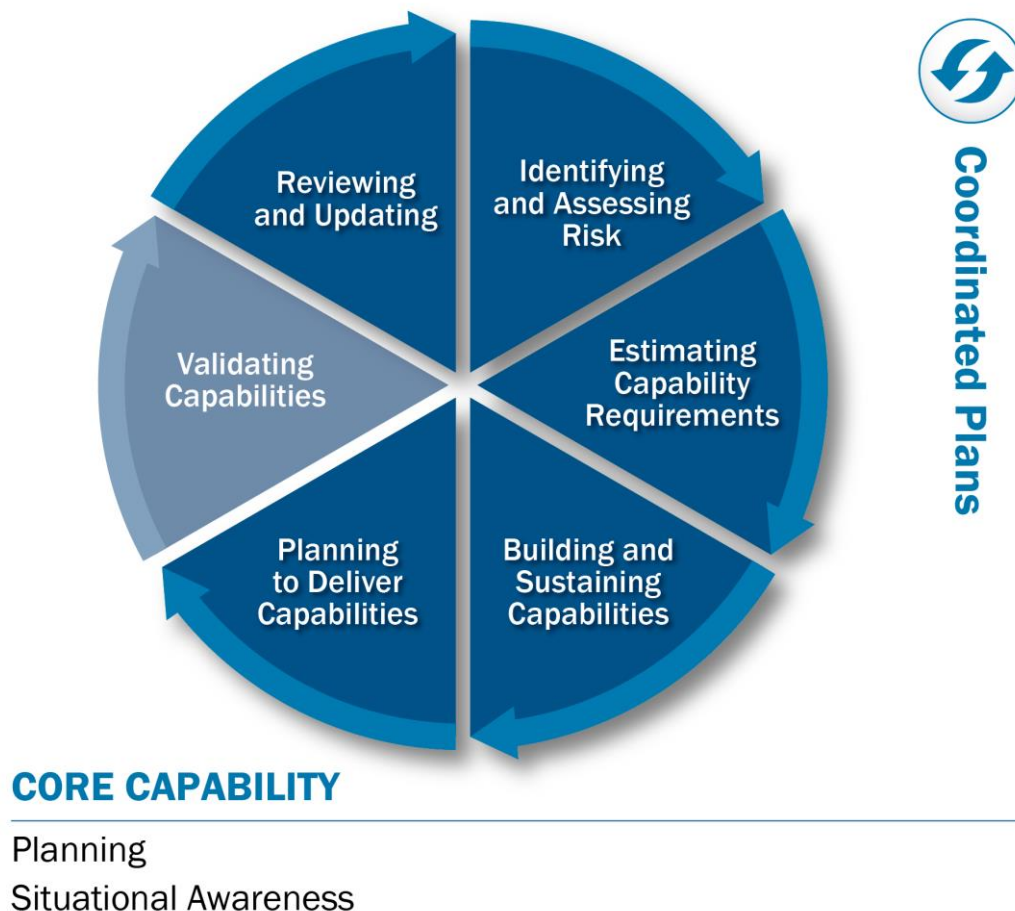 Identifying
and Assessing
Risk
Estimating
Capability
Requirements
Building and
Sustaining
Capabilities
Planning
to Deliver
Capabilities
Validating
Capabilities
Reviewing
and Updating
Coordinated Plans
CORE CAPABILITY
Planning
Situational Awareness